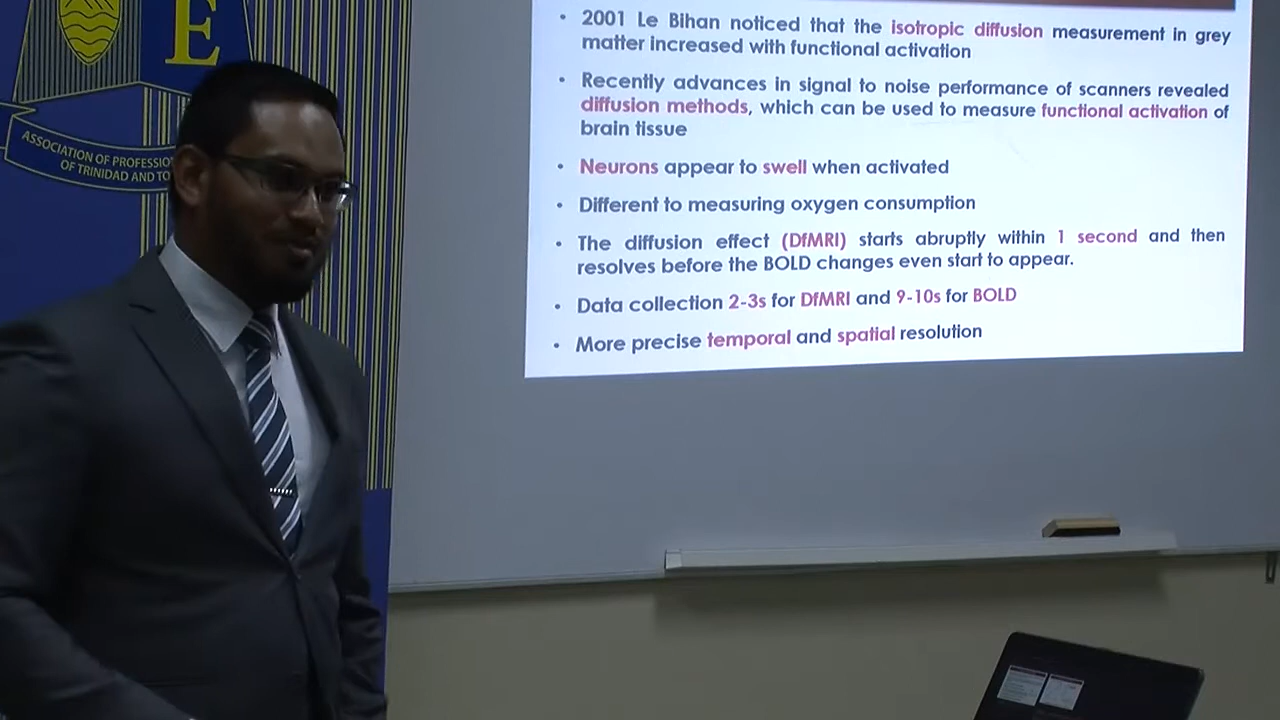 E
ASSOCIATION OF PROFESSIO
OF TRINIDAD AND TO
• 2001 Le Bihan noticed that the isotropic diffusion measurement in grey
matter increased with functional activation
• Recently advances in signal to noise performance of scanners revealed
diffusion methods, which can be used to measure functional activation of
brain tissue
• Neurons appear to swell when activated
• Different to measuring oxygen consumption
• The diffusion effect (DfMRI) starts abruptly within 1 second and then
resolves before the BOLD changes even start to appear.
• Data collection 2-3s for DfMRI and 9-10s for BOLD
• More precise temporal and spatial resolution